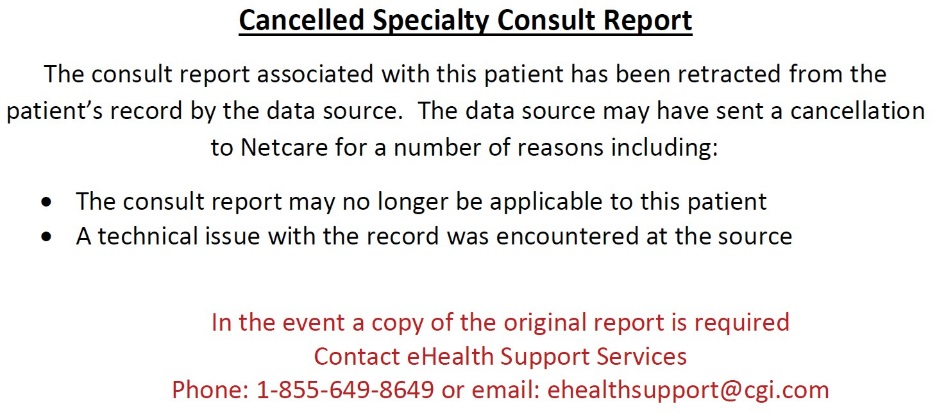 Cancelled Specialty Consult Report
The consult report associated with this patient has been retracted from the
patient’s record by the data source.  The data source may have sent a cancellation
to Netcare for a number of reasons including:
• The consult report may no longer be applicable to this patient
• A technical issue with the record was encountered at the source
In the event a copy of the original report is required
Contact eHealth Support Services
Phone: 1-855-649-8649 or email: ehealthsupport@cgi.com